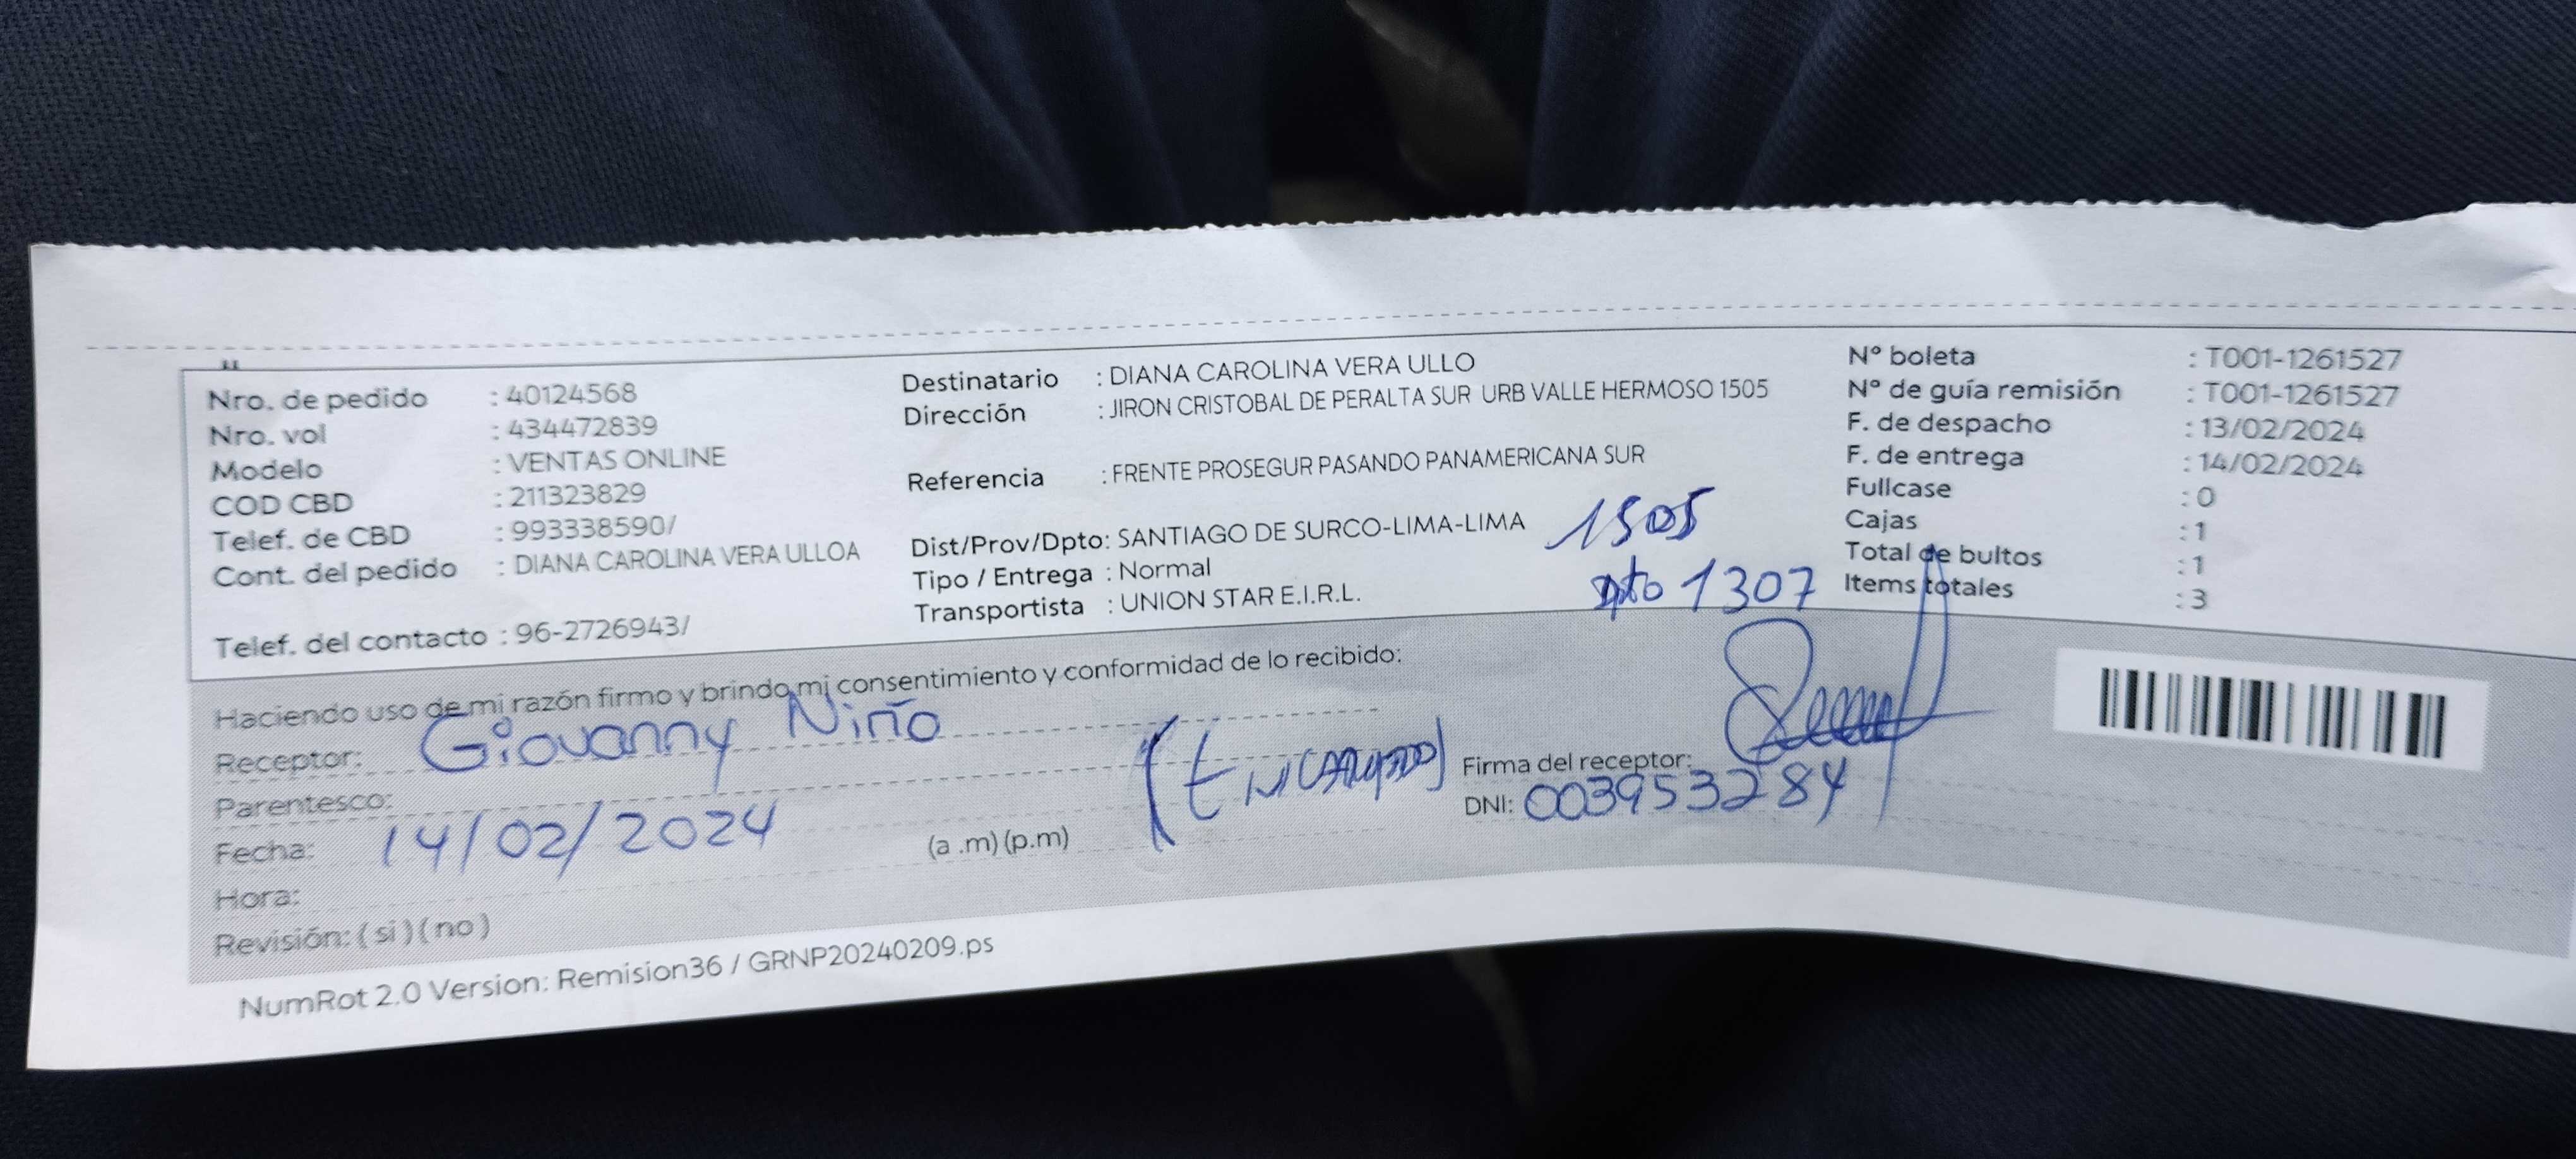 Nro. de pedido : 40124568
Nro. vol : 434472839
Modelo : VENTAS ONLINE
COD CBD : 211323829
Telef. de CBD : 993338590/
Cont. del pedido : DIANA CAROLINA VERA ULLOA
Telef. del contacto : 96-2726943/
Destinatario : DIANA CAROLINA VERA ULLO
Dirección : JIRON CRISTOBAL DE PERALTA SUR URB VALLE HERMOSO 1505
Referencia : FRENTE PROSEGUR PASANDO PANAMERICANA SUR
Dist/Prov/Dpto: SANTIAGO DE SURCO-LIMA-LIMA
Tipo / Entrega : Normal
Transportista : UNION STAR E.I.R.L.
1505
Dpto 1307
N° boleta : T001-1261527
N° de guía remisión : T001-1261527
F. de despacho : 13/02/2024
F. de entrega : 14/02/2024
Fullcase : 0
Cajas : 1
Total de bultos : 1
Items totales : 3
Haciendo uso de mi razón firmo y brindo mi consentimiento y conformidad de lo recibido:
Receptor: Giovanny Niño
Parentesco: (Encargado)
Fecha: 14/02/2024
Hora: (a .m) (p.m)
Revisión: ( si ) ( no )
Firma del receptor:
DNI: 003953284
NumRot 2.0 Version: Remision36 / GRNP20240209.ps